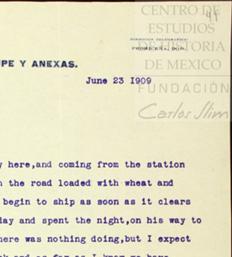 CENTRO DE
ESTUDIOS
DE HISTORIA
DE MEXICO
FUNDACIÓN
Carlos Slim
PE Y ANEXAS.
June 23 1909
here,and coming from the station
the road loaded with wheat and
begin to ship as soon as it clears
day and spent the night,on his way to
here was nothing doing,but I expect